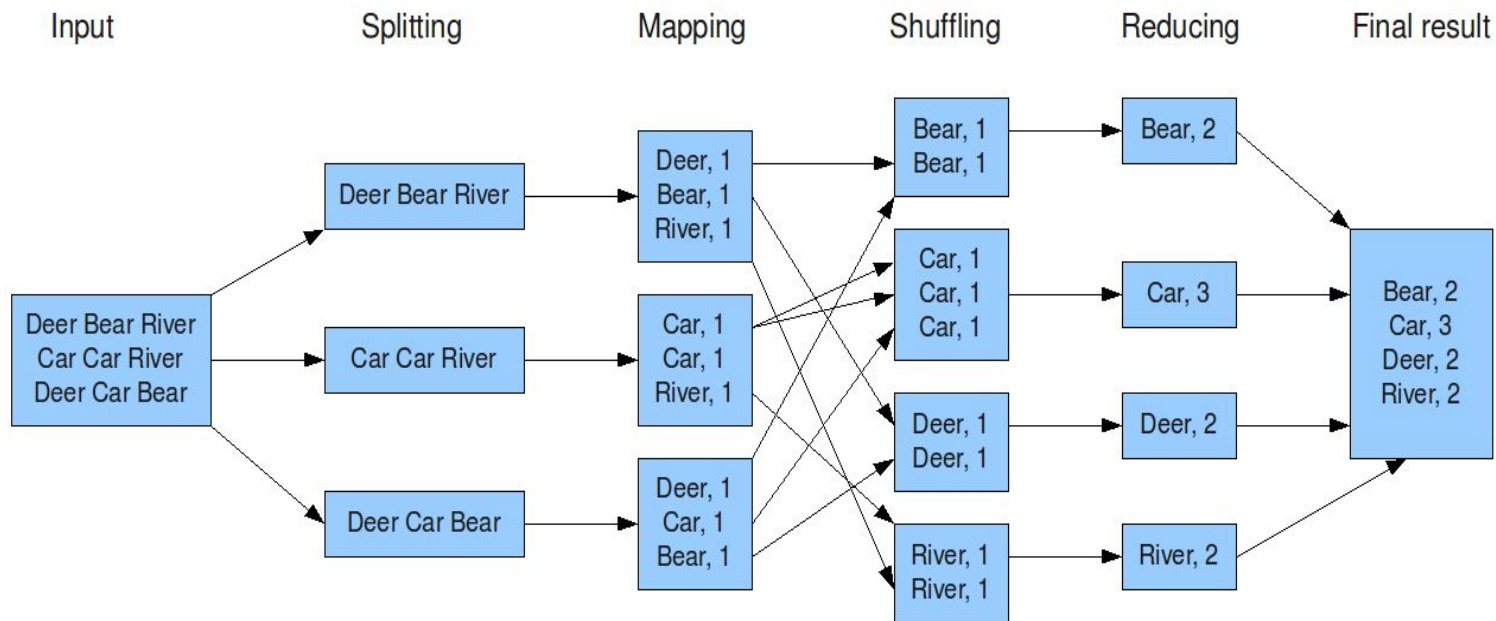 Input
Splitting
Mapping
Shuffling
Reducing
Final result
Deer Bear River
Car Car River
Deer Car Bear
Deer Bear River
Car Car River
Deer Car Bear
Deer, 1
Bear, 1
River, 1
Car, 1
Car, 1
River, 1
Deer, 1
Car, 1
Bear, 1
Bear, 1
Bear, 1
Car, 1
Car, 1
Car, 1
Deer, 1
Deer, 1
River, 1
River, 1
Bear, 2
Car, 3
Deer, 2
River, 2
Bear, 2
Car, 3
Deer, 2
River, 2